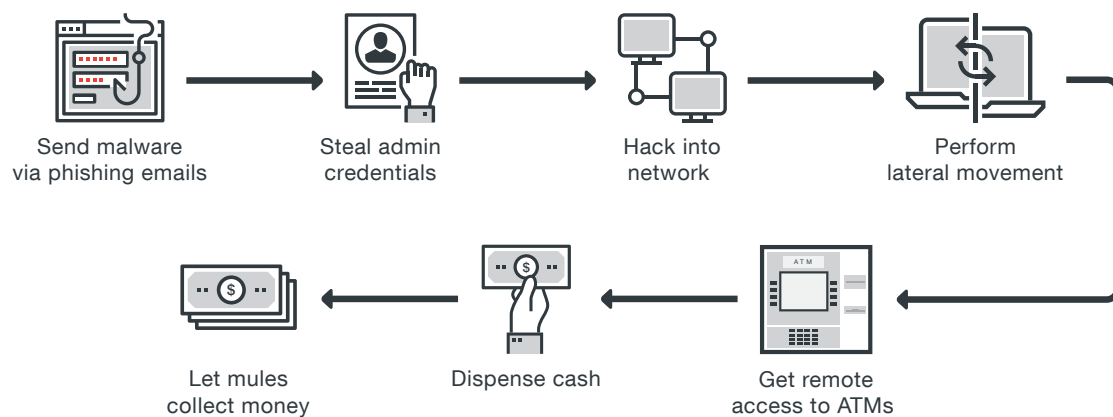 Send malware
via phishing emails
Steal admin
credentials
Hack into
network
Perform
lateral movement
ATM
$
$
Let mules
collect money
Dispense cash
Get remote
access to ATMs